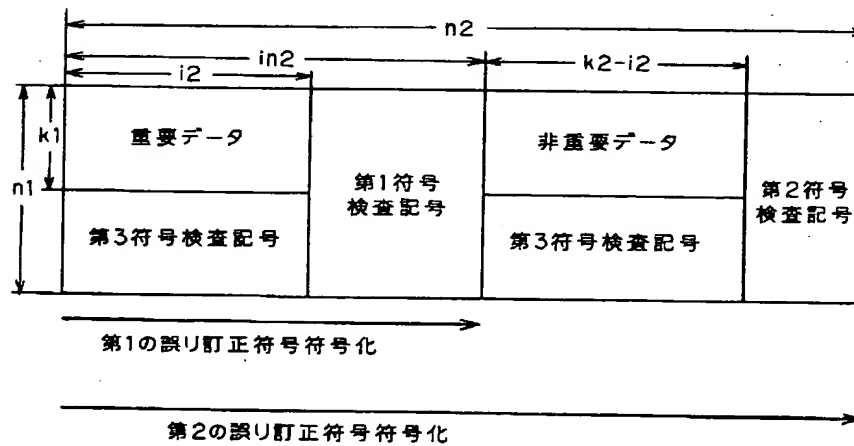 n2
in2
i2
k2-i2
k1
n1
重要データ
第1符号
検査記号
非重要データ
第2符号
検査記号
第3符号検査記号
第3符号検査記号
第1の誤り訂正符号符号化
第2の誤り訂正符号符号化